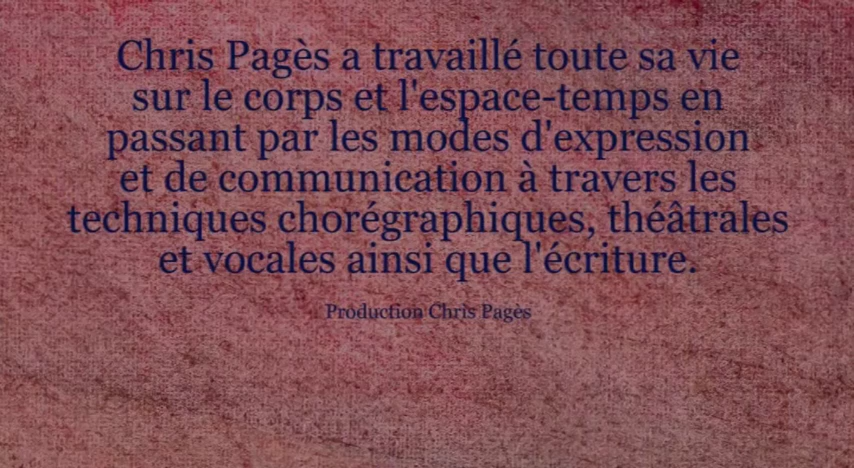 Chris Pagès a travaillé toute sa vie
sur le corps et l'espace-temps en
passant par les modes d'expression
et de communication à travers les
techniques chorégraphiques, théâtrales
et vocales ainsi que l'écriture.
Production Chris Pagès